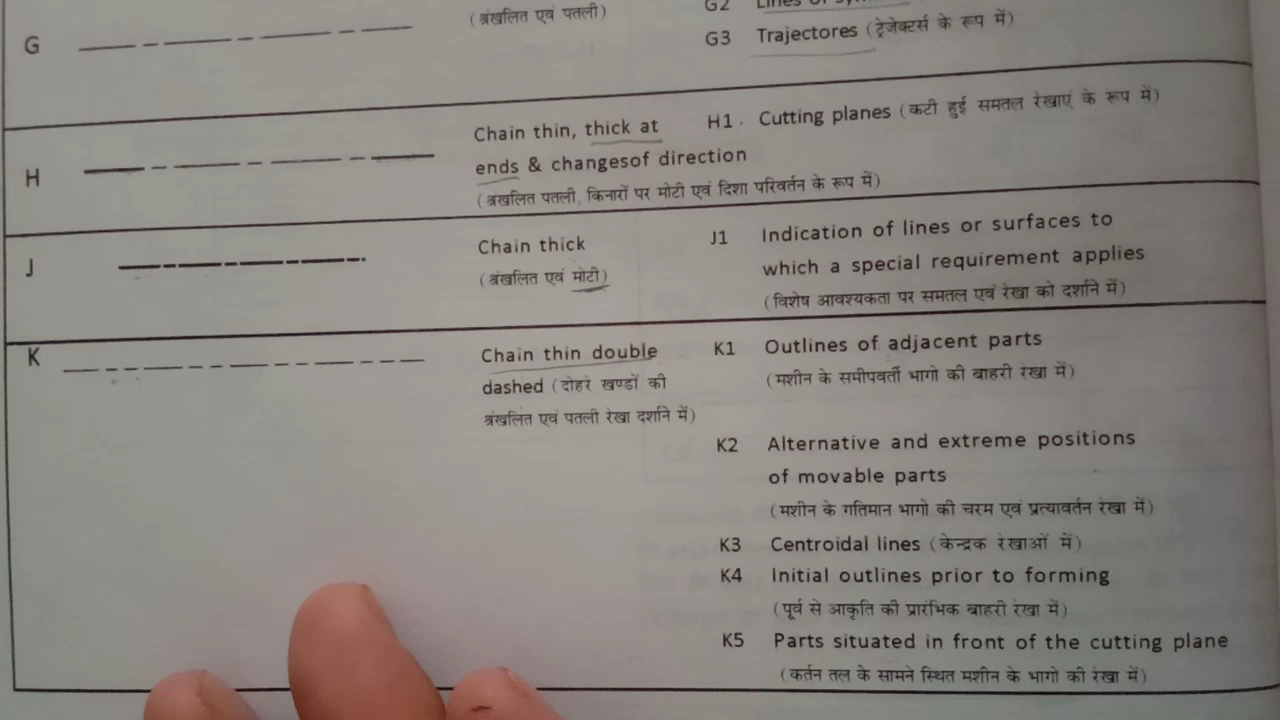 (श्रंखलित एवं पतली)
G2 Lines of
G
G3 Trajectores (ट्रेजेक्टर्स के रूप में)
H
Chain thin, thick at
ends & changesof direction
(श्रंखलित पतली, किनारों पर मोटी एवं दिशा परिवर्तन के रूप में)
H1. Cutting planes (कटी हुई समतल रेखाएं के रूप में)
J
Chain thick
(श्रंखलित एवं मोटी)
J1 Indication of lines or surfaces to
which a special requirement applies
(विशेष आवश्यकता पर समतल एवं रेखा को दर्शाने में)
K
Chain thin double
dashed (दोहरे खण्डों की
श्रंखलित एवं पतली रेखा दर्शाने में)
K1 Outlines of adjacent parts
(मशीन के समीपवर्ती भागो की बाहरी रेखा में)
K2 Alternative and extreme positions
of movable parts
(मशीन के गतिमान भागो की चरम एवं प्रत्यावर्तन रेखा में)
K3 Centroidal lines (केन्द्रक रेखाओं में)
K4 Initial outlines prior to forming
(पूर्व से आकृति की प्रारंभिक बाहरी रेखा में)
K5 Parts situated in front of the cutting plane
(कर्तन तल के सामने स्थित मशीन के भागो की रेखा में)